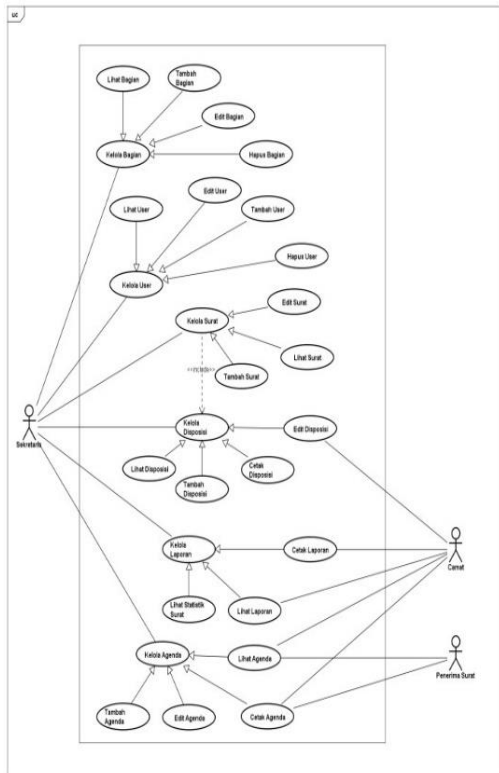 uc
Lihat Bagian
Tambah
Bagian
Edit Bagian
Kelola Bagian
Hapus Bagian
Edit User
Lihat User
Tambah User
Hapus User
Kelola User
Edit Surat
Kelola Surat
Lihat Surat
Tambah Surat
Kelola
Disposisi
Edit Disposisi
Sekretaris
Lihat Disposisi
Cetak
Disposisi
Tambah
Disposisi
Kelola
Laporan
Cetak Laporan
Camat
Lihat Statistik
Surat
Lihat Laporan
Kelola Agenda
Lihat Agenda
Penerima Surat
Tambah
Agenda
Edit Agenda
Cetak Agenda